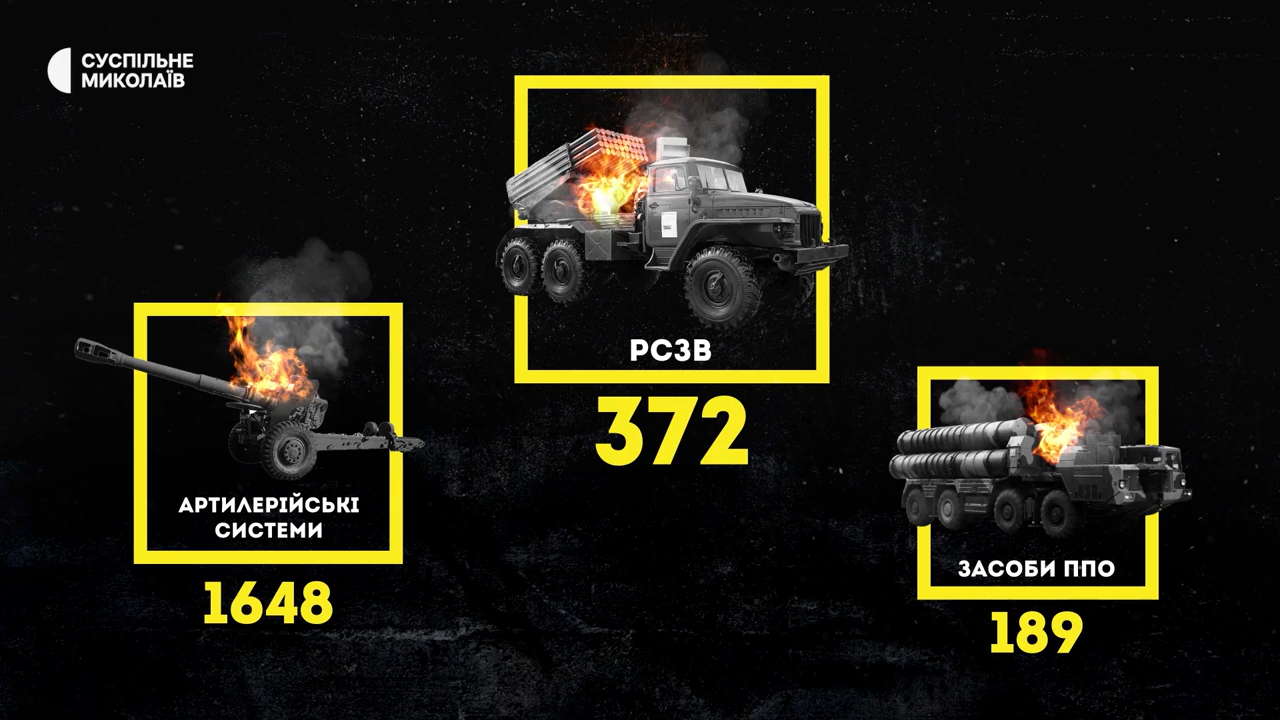 СУСПІЛЬНЕ
МИКОЛАЇВ
РСЗВ
372
АРТИЛЕРІЙСЬКІ
СИСТЕМИ
1648
ЗАСОБИ ППО
189